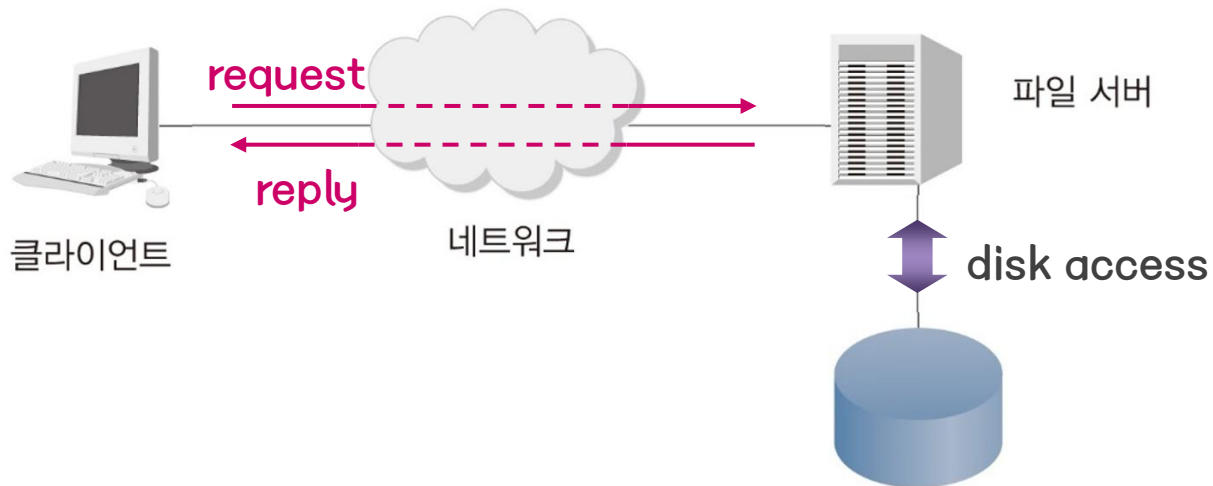 request
파일 서버
reply
클라이언트
네트워크
disk access